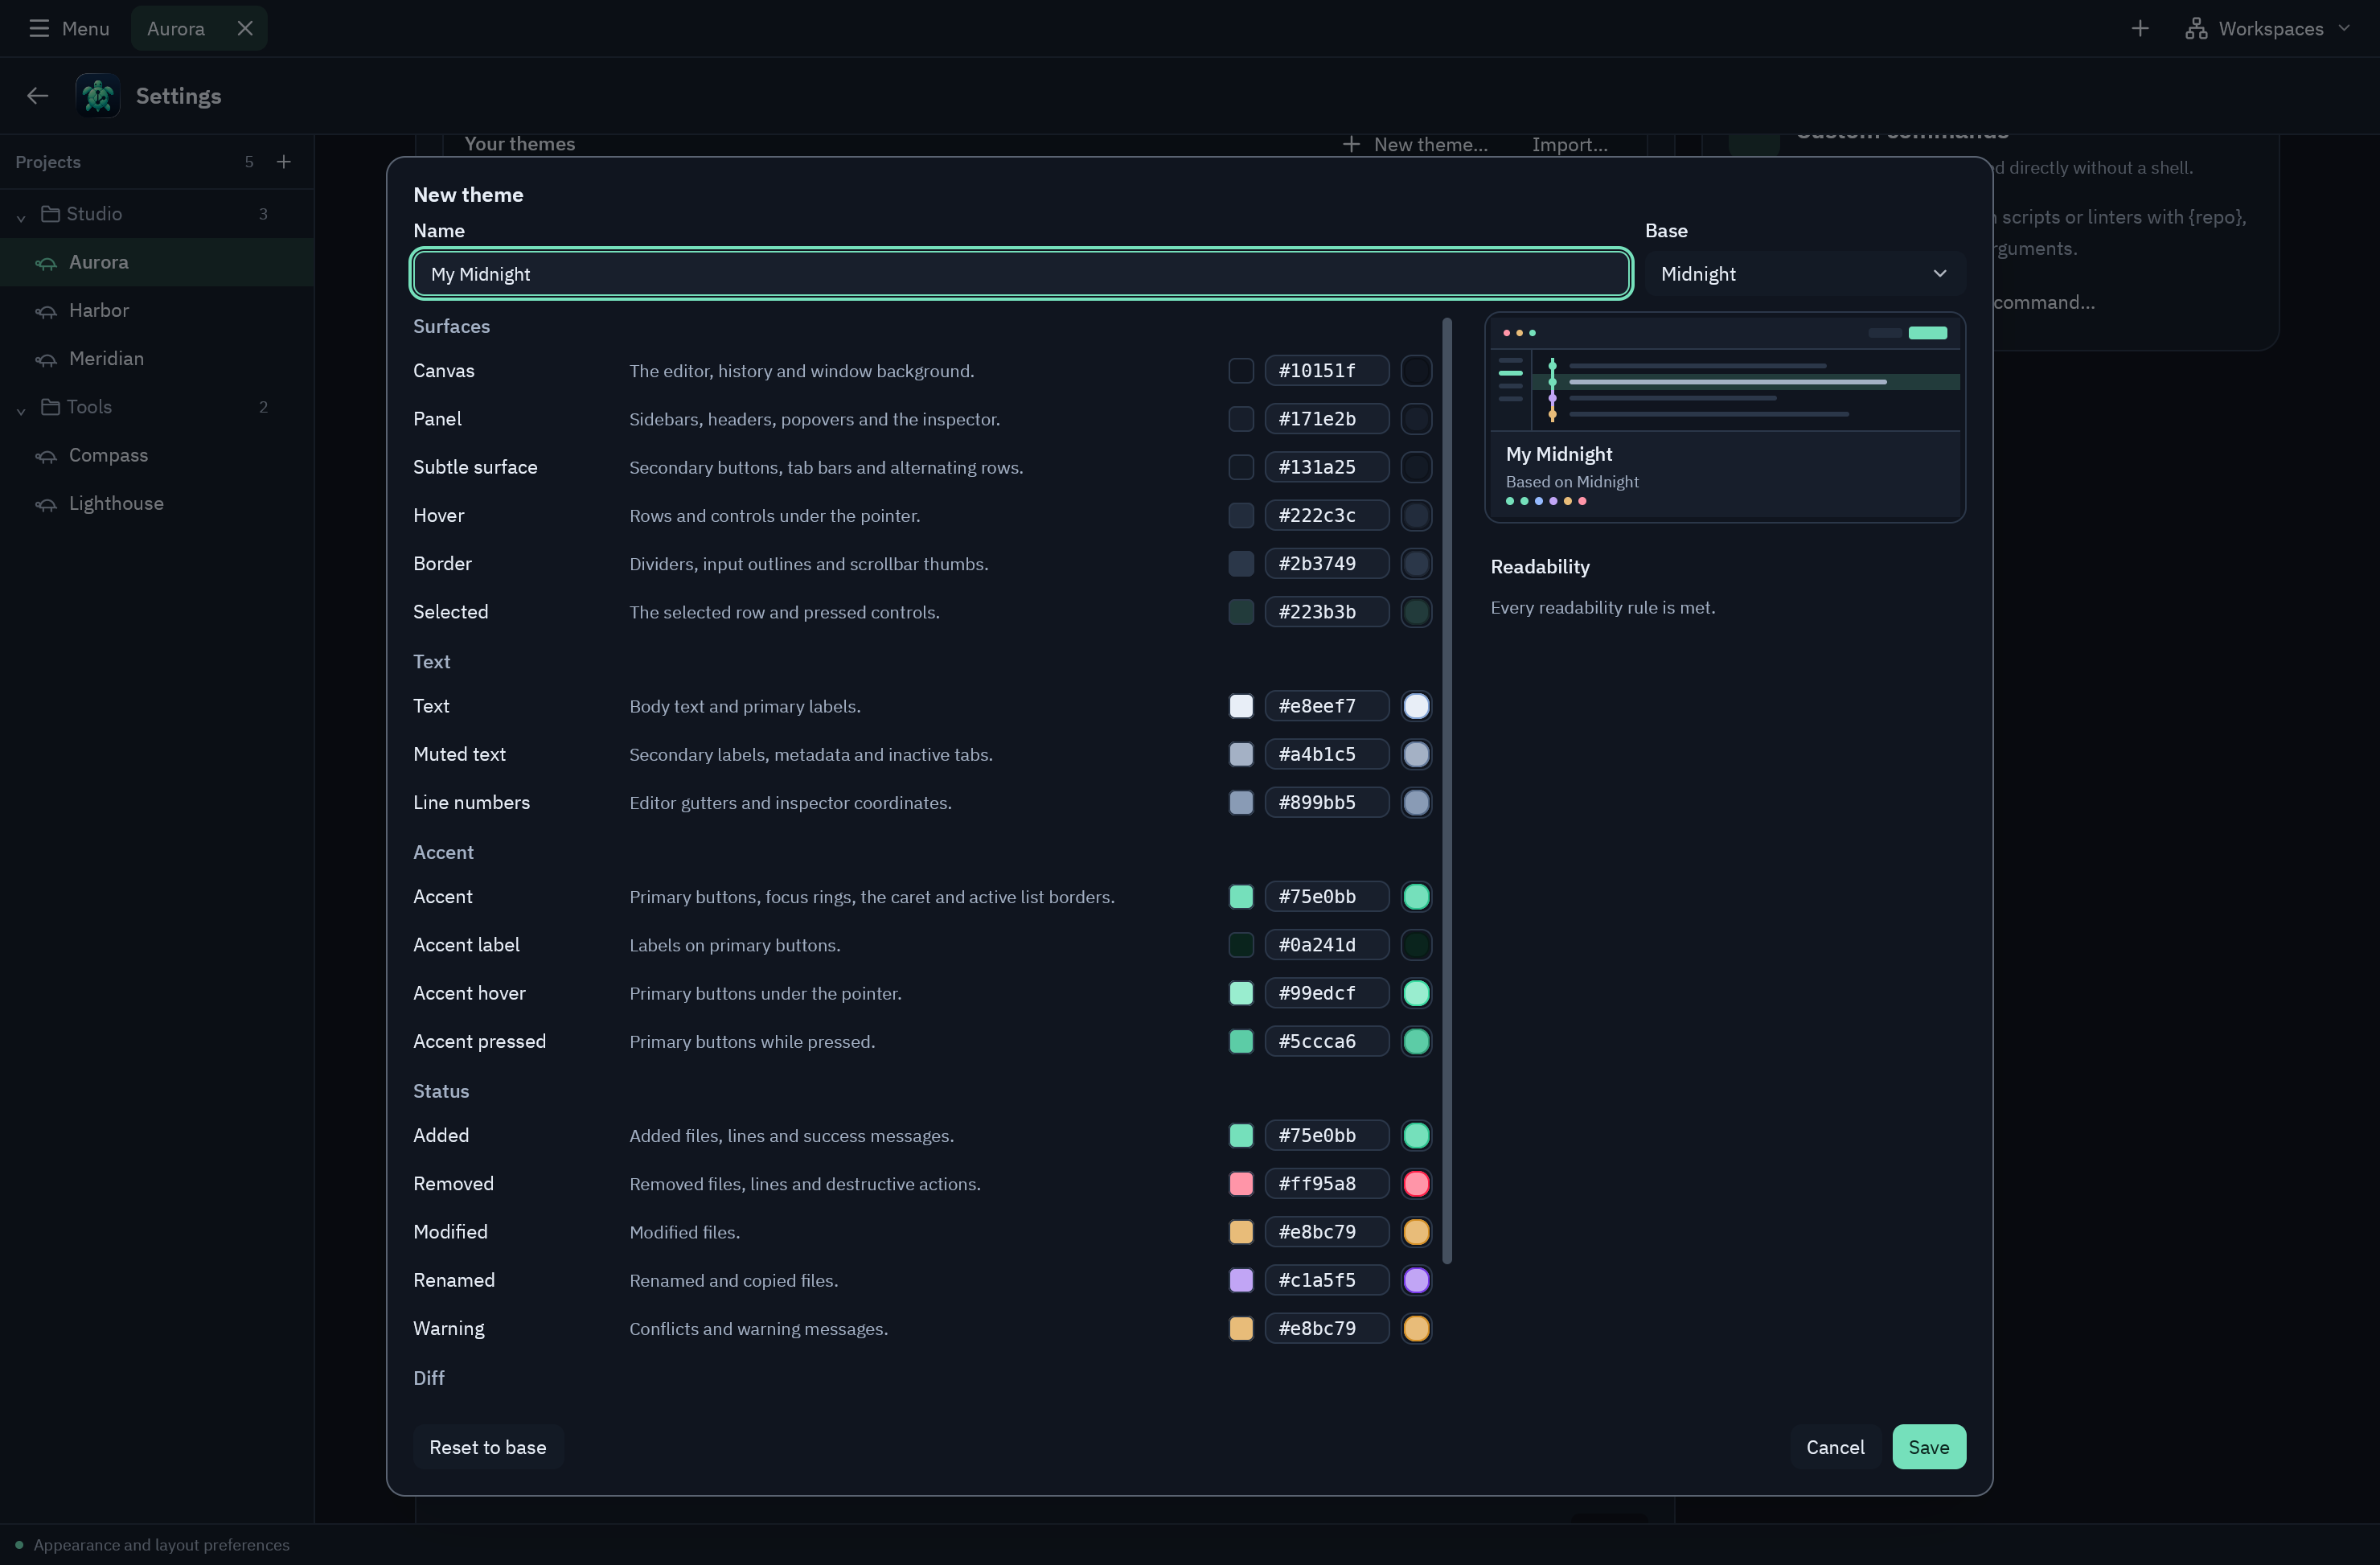 Menu
Aurora
Workspaces
Settings
Projects 5
Studio 3
Aurora
Harbor
Meridian
Tools 2
Compass
Lighthouse
Your themes
New theme...
Import...
d directly without a shell.
scripts or linters with {repo},
rguments.
command...
New theme
Name
Base
My Midnight
Midnight
Surfaces
Canvas The editor, history and window background. #10151f
Panel Sidebars, headers, popovers and the inspector. #171e2b
Subtle surface Secondary buttons, tab bars and alternating rows. #131a25
Hover Rows and controls under the pointer. #222c3c
Border Dividers, input outlines and scrollbar thumbs. #2b3749
Selected The selected row and pressed controls. #223b3b
Text
Text Body text and primary labels. #e8eef7
Muted text Secondary labels, metadata and inactive tabs. #a4b1c5
Line numbers Editor gutters and inspector coordinates. #899bb5
Accent
Accent Primary buttons, focus rings, the caret and active list borders. #75e0bb
Accent label Labels on primary buttons. #0a241d
Accent hover Primary buttons under the pointer. #99edcf
Accent pressed Primary buttons while pressed. #5ccca6
Status
Added Added files, lines and success messages. #75e0bb
Removed Removed files, lines and destructive actions. #ff95a8
Modified Modified files. #e8bc79
Renamed Renamed and copied files. #c1a5f5
Warning Conflicts and warning messages. #e8bc79
Diff
My Midnight
Based on Midnight
Readability
Every readability rule is met.
Reset to base
Cancel
Save
Appearance and layout preferences